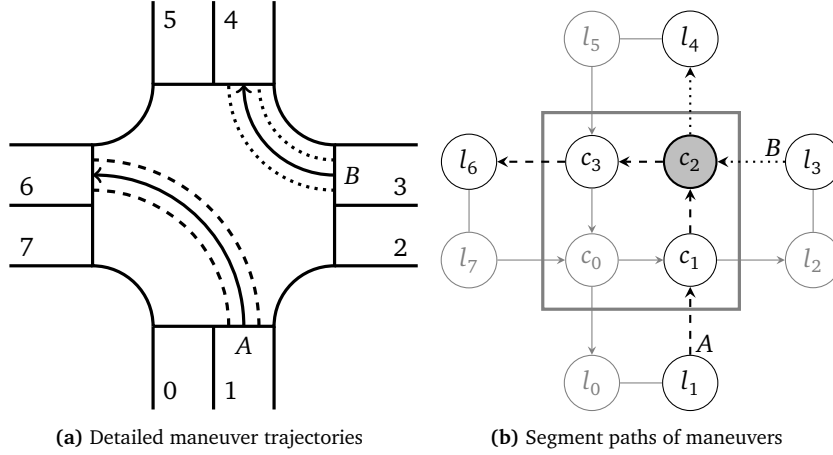 5 4
6 B 3
7 2
A
0 1
l5 l4
l6 c3 c2 B l3
l7 c0 c1 l2
A
l0 l1
(a) Detailed maneuver trajectories
(b) Segment paths of maneuvers